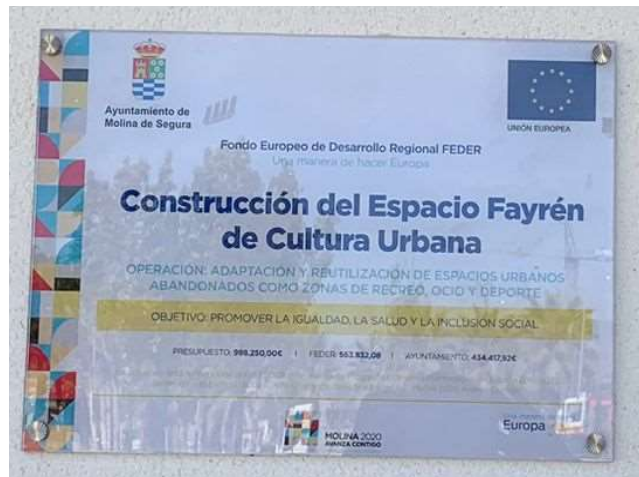 Ayuntamiento de
Molina de Segura
UNIÓN EUROPEA
Fondo Europeo de Desarrollo Regional FEDER
Una manera de hacer Europa
Construcción del Espacio Fayrén
de Cultura Urbana
OPERACIÓN: ADAPTACIÓN Y REUTILIZACIÓN DE ESPACIOS URBANOS
ABANDONADOS COMO ZONAS DE RECREO, OCIO Y DEPORTE
OBJETIVO: PROMOVER LA IGUALDAD, LA SALUD Y LA INCLUSIÓN SOCIAL
PRESUPUESTO: 998.250,00€ | FEDER: 563.832,08 | AYUNTAMIENTO: 434.417,92€
MOLINA 2020
AVANZA CONTIGO
Una manera de
Europa